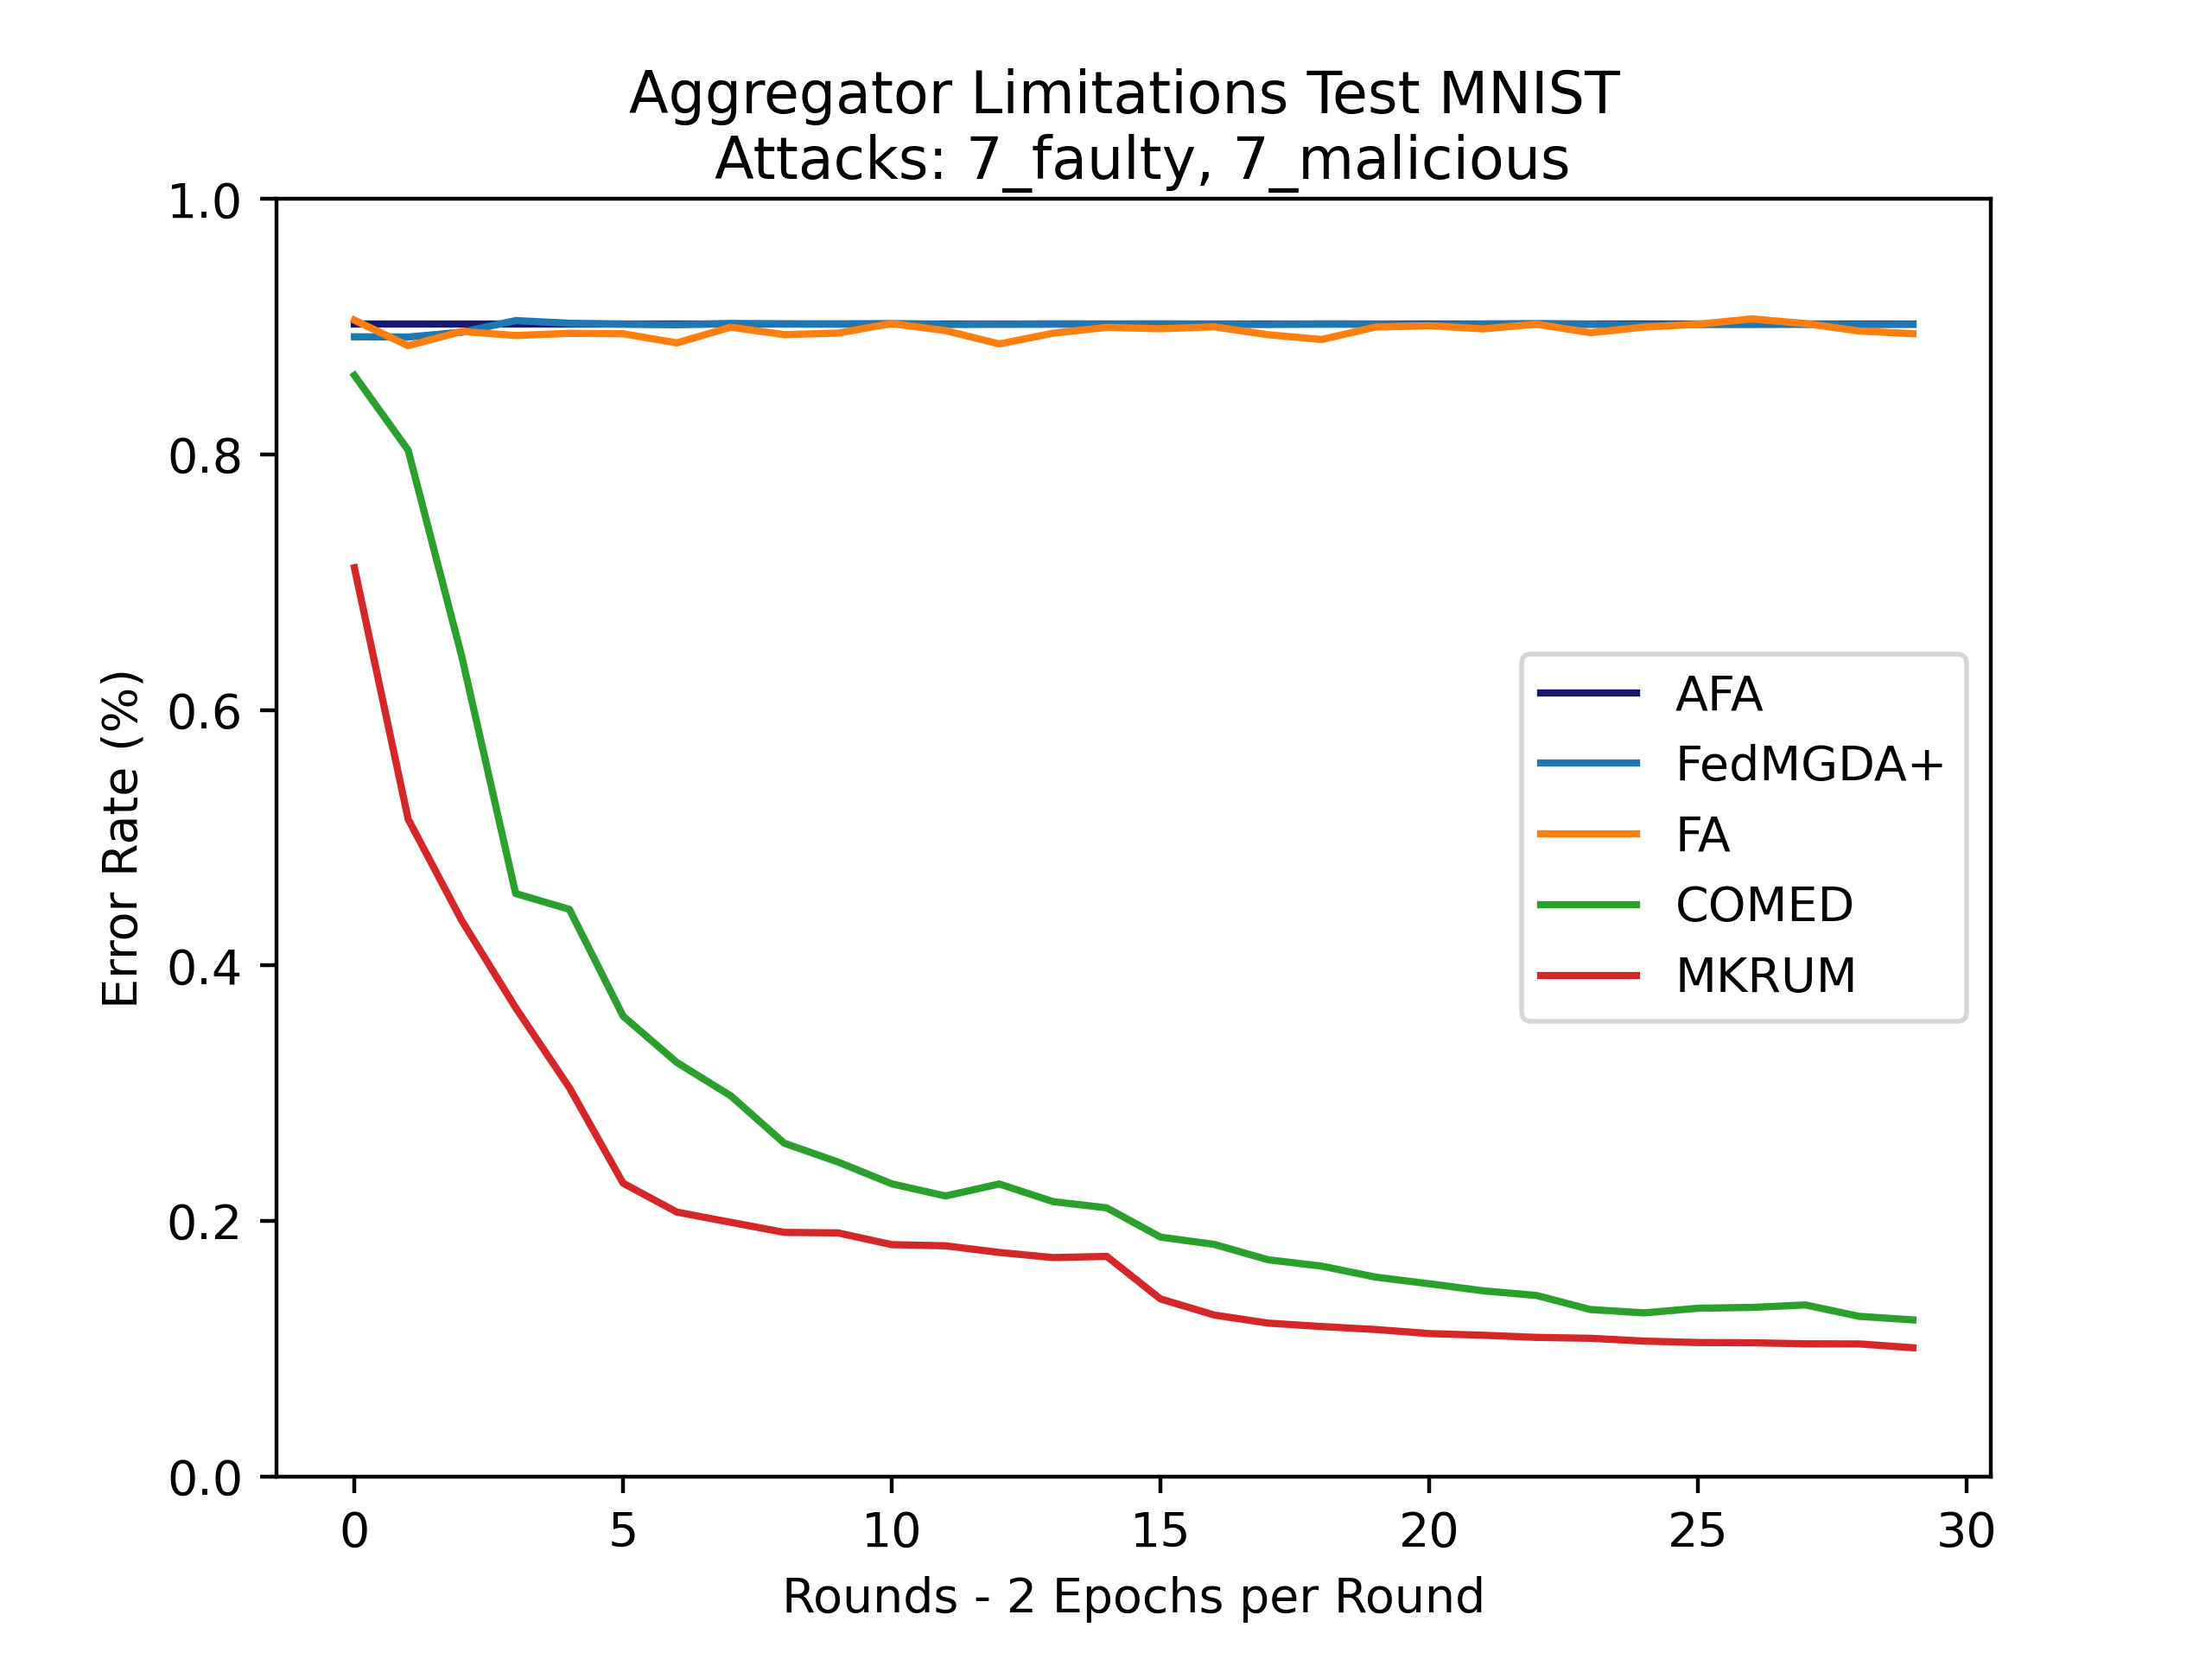 Aggregator Limitations Test MNIST
Attacks: 7_faulty, 7_malicious
1.0
0.8
0.6
0.4
0.2
0.0
Error Rate (%)
AFA
FedMGDA+
FA
COMED
MKRUM
0 5 10 15 20 25 30
Rounds - 2 Epochs per Round